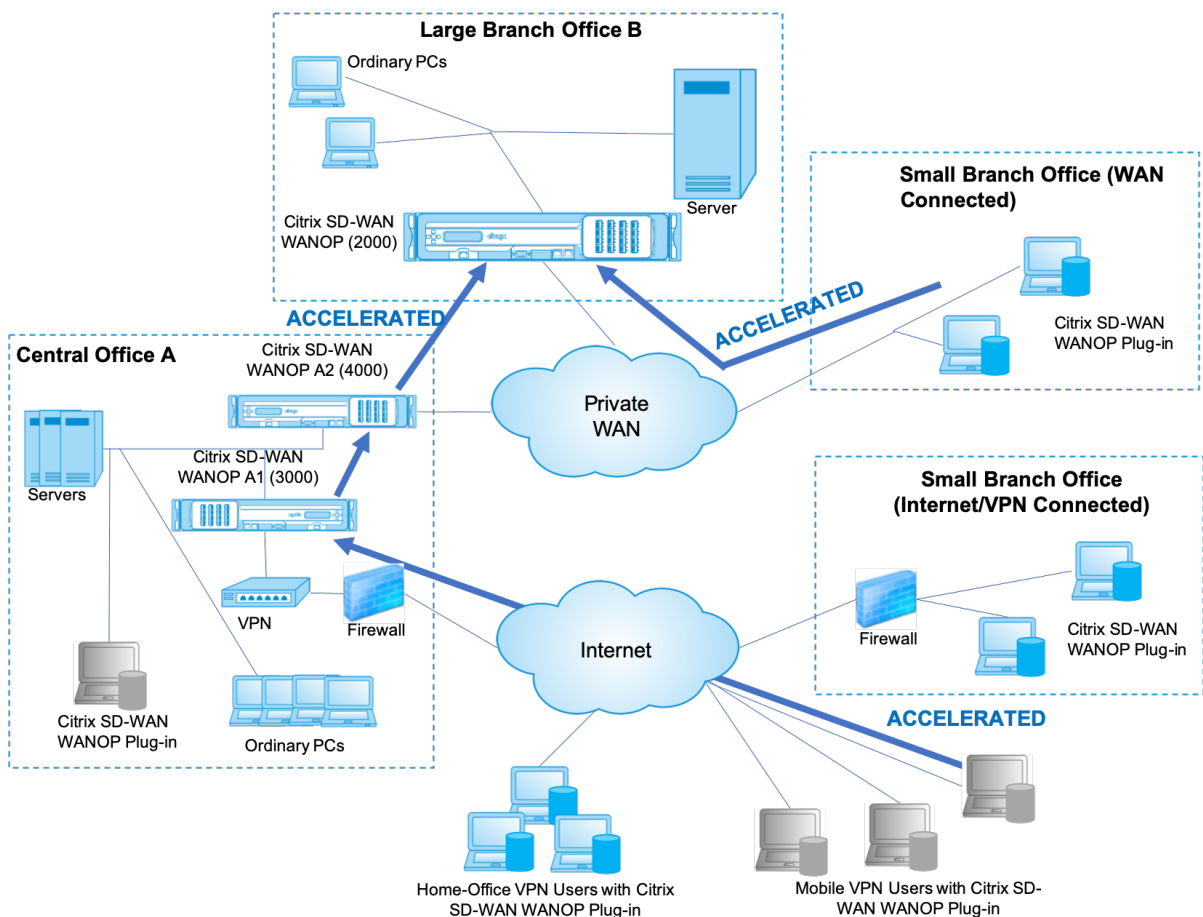 Large Branch Office B
Ordinary PCs
Server
Citrix SD-WAN
WANOP (2000)
Small Branch Office (WAN
Connected)
Citrix SD-WAN
WANOP Plug-in
ACCELERATED
ACCELERATED
Central Office A
Citrix SD-WAN
WANOP A2 (4000)
Servers
Citrix SD-WAN
WANOP A1 (3000)
Private
WAN
VPN
Firewall
Citrix SD-WAN
WANOP Plug-in
Ordinary PCs
Internet
Small Branch Office
(Internet/VPN Connected)
Firewall
Citrix SD-WAN
WANOP Plug-in
ACCELERATED
Home-Office VPN Users with Citrix
SD-WAN WANOP Plug-in
Mobile VPN Users with Citrix SD-
WAN WANOP Plug-in